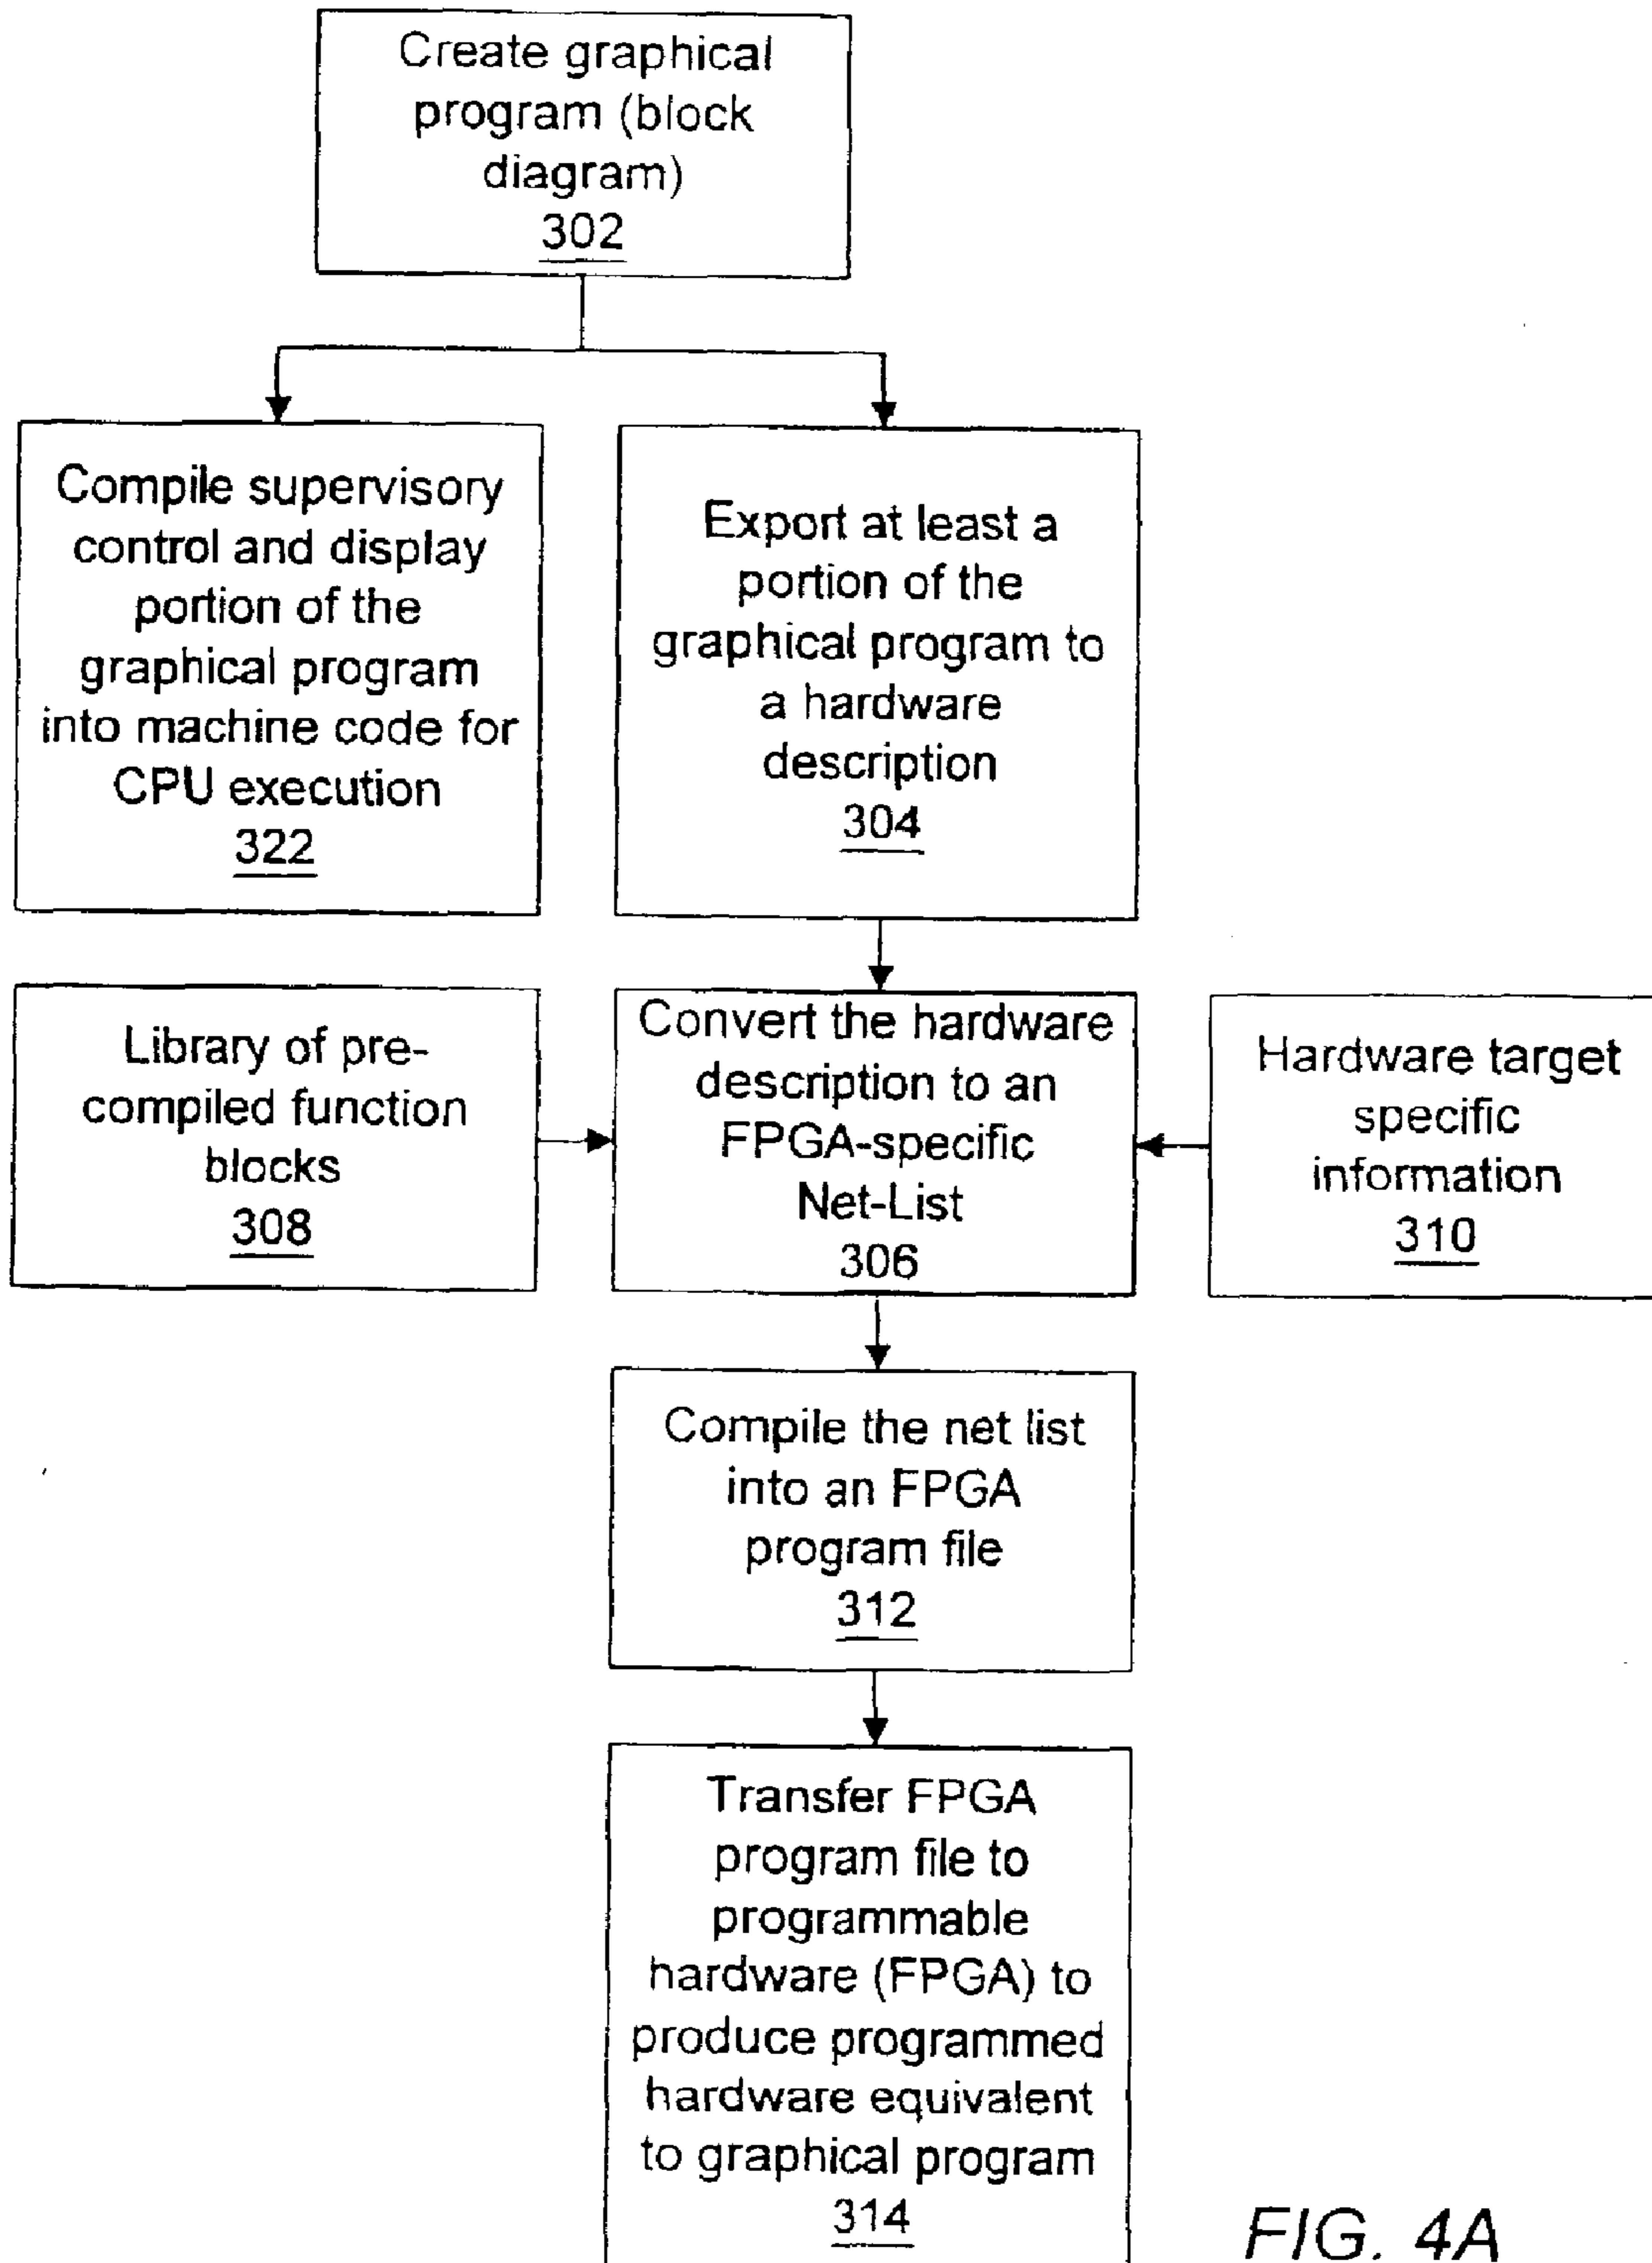 Create graphical
program (block
diagram)
302
Compile supervisory
control and display
portion of the
graphical program
into machine code for
CPU execution
322
Export at least a
portion of the
graphical program to
a hardware
description
304
Library of pre-
compiled function
blocks
308
Convert the hardware
description to an
FPGA-specific
Net-List
306
Hardware target
specific
information
310
Compile the net list
into an FPGA
program file
312
Transfer FPGA
program file to
programmable
hardware (FPGA) to
produce programmed
hardware equivalent
to graphical program
314
FIG. 4A